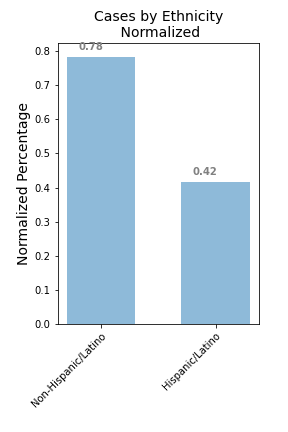 Cases by Ethnicity
Normalized
Normalized Percentage
0.8
0.7
0.6
0.5
0.4
0.3
0.2
0.1
0.0
0.78
0.42
Non-Hispanic/Latino
Hispanic/Latino